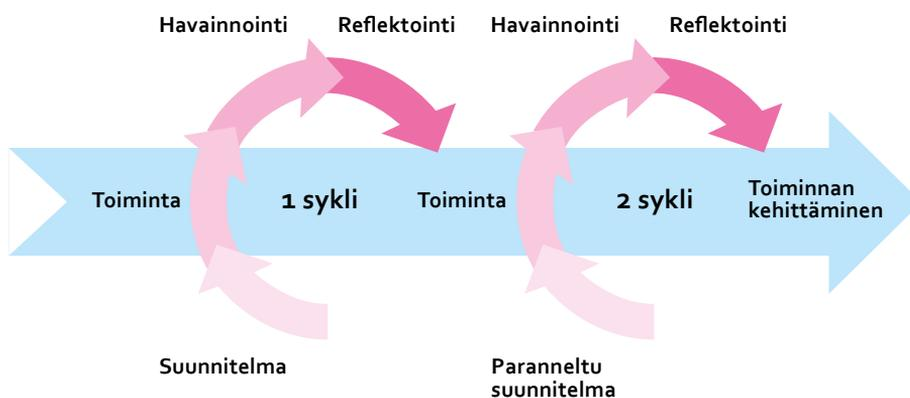 Havainnointi
Reflektointi
Havainnointi
Reflektointi
Toiminta
1 sykli
Toiminta
2 sykli
Toiminnan
kehittäminen
Suunnitelma
Paranneltu
suunnitelma